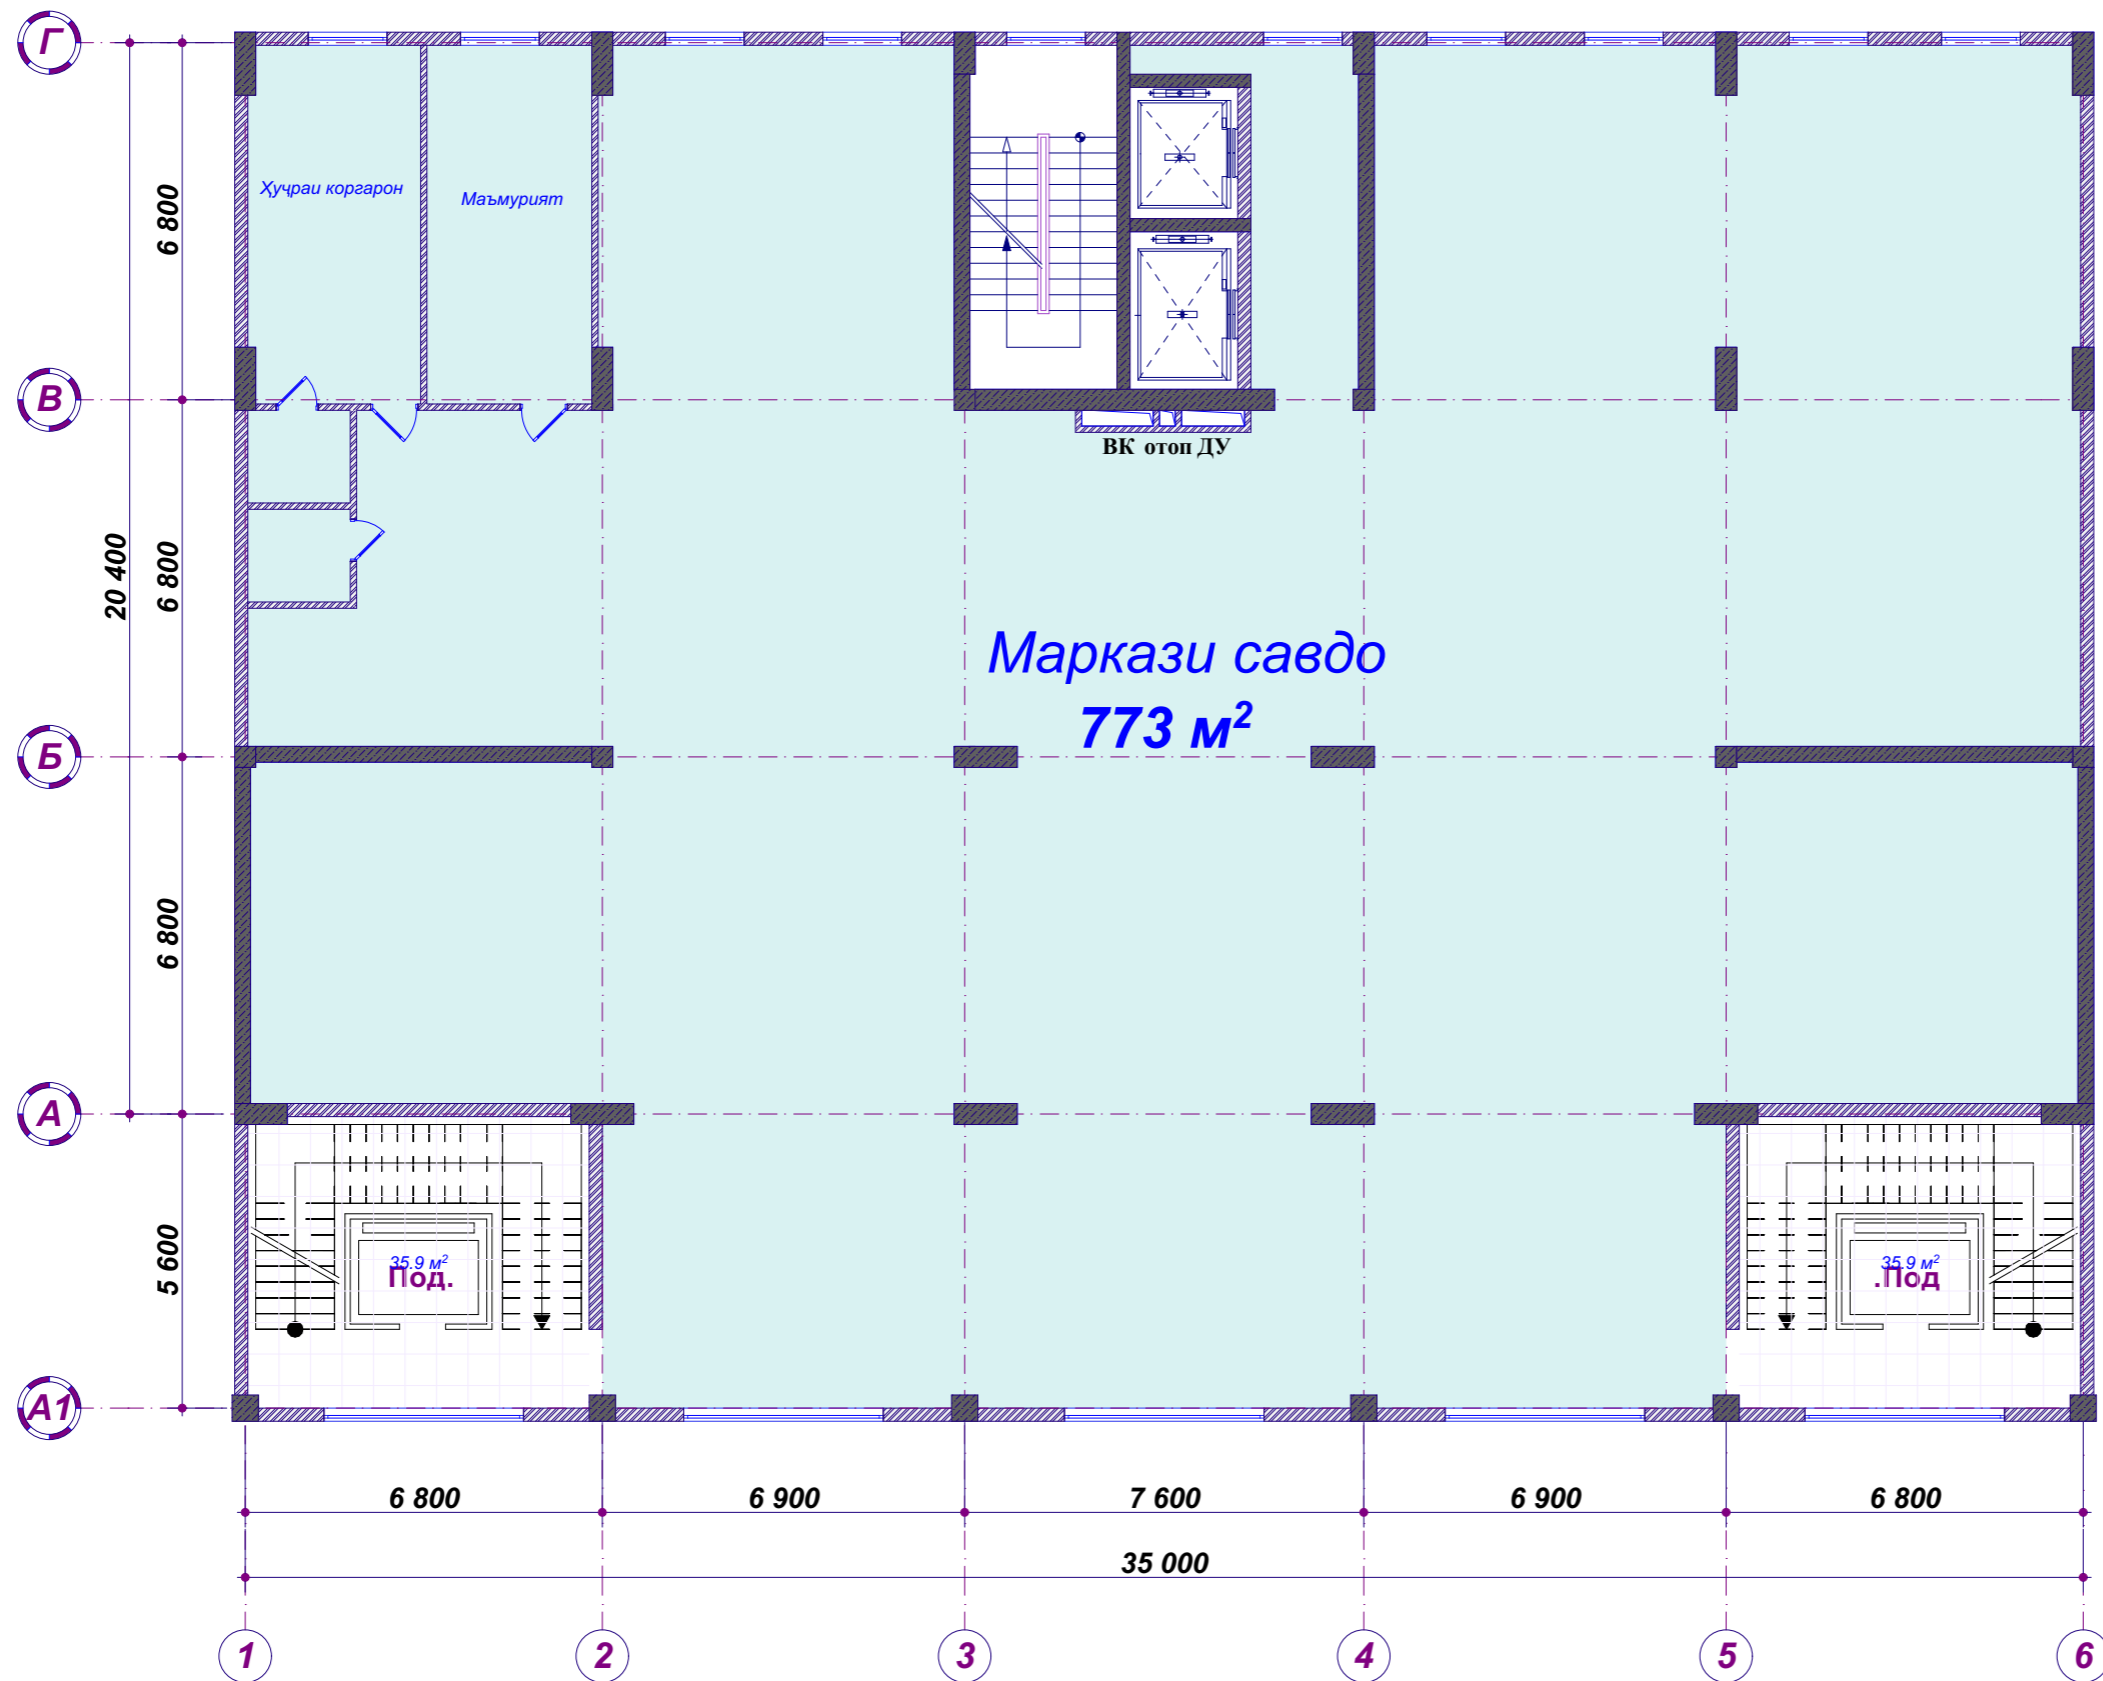 Г
6 800
Ҳуҷраи коргарон
Маъмурият
В
ВК отоп ДУ
20 400
6 800
Маркази савдо
773 м²
Б
6 800
А
5 600
35.9 м²
Под.
35.9 м²
.Под
А1
6 800
6 900
7 600
6 900
6 800
35 000
1
2
3
4
5
6